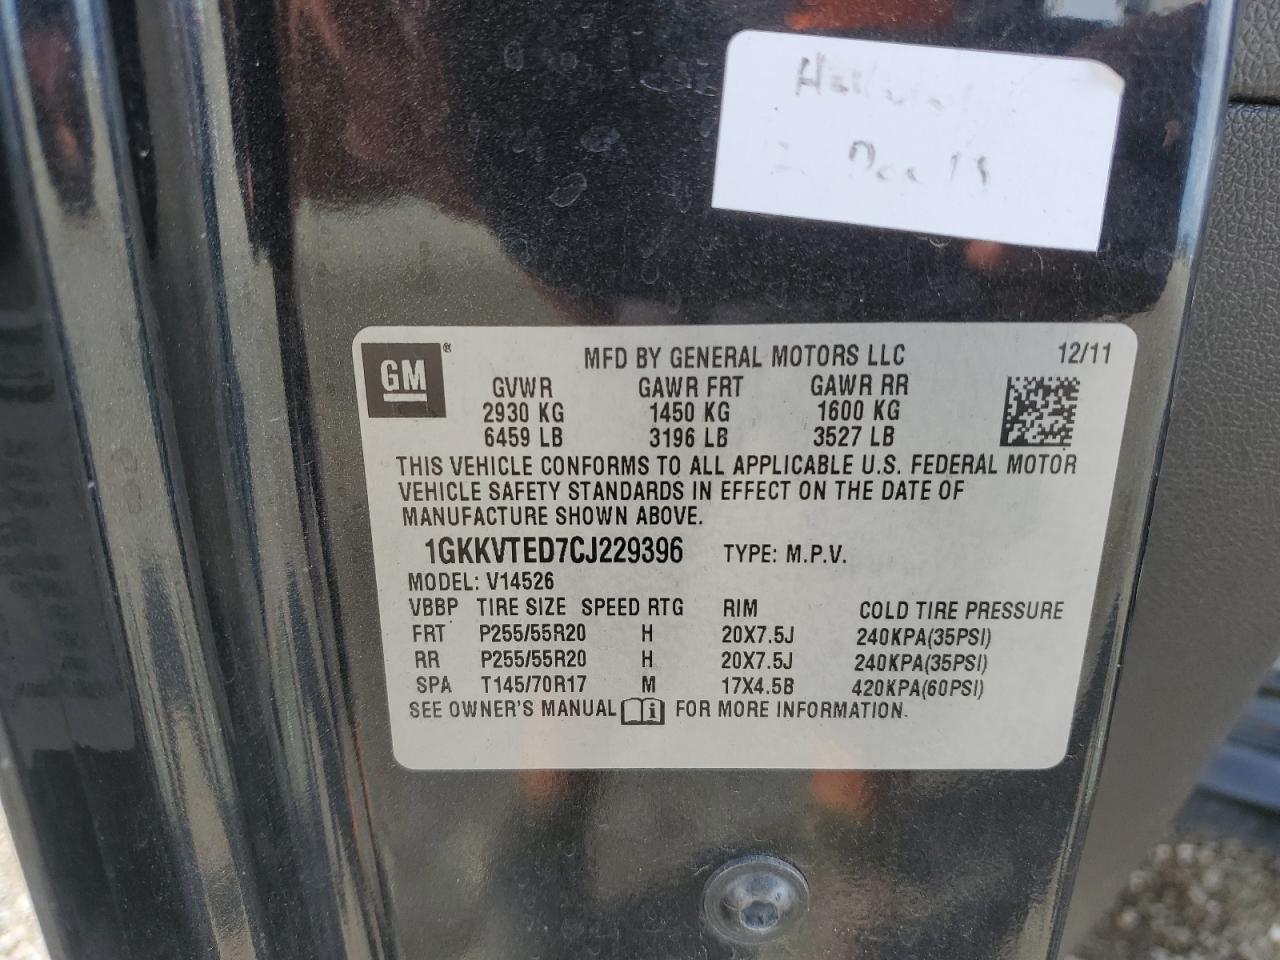 Dec 13
GM®
MFD BY GENERAL MOTORS LLC 12/11
GVWR GAWR FRT GAWR RR
2930 KG 1450 KG 1600 KG
6459 LB 3196 LB 3527 LB
THIS VEHICLE CONFORMS TO ALL APPLICABLE U.S. FEDERAL MOTOR
VEHICLE SAFETY STANDARDS IN EFFECT ON THE DATE OF
MANUFACTURE SHOWN ABOVE.
1GKKVTED7CJ229396 TYPE: M.P.V.
MODEL: V14526
VBBP TIRE SIZE SPEED RTG RIM COLD TIRE PRESSURE
FRT P255/55R20 H 20X7.5J 240KPA(35PSI)
RR P255/55R20 H 20X7.5J 240KPA(35PSI)
SPA T145/70R17 M 17X4.5B 420KPA(60PSI)
SEE OWNER'S MANUAL FOR MORE INFORMATION.